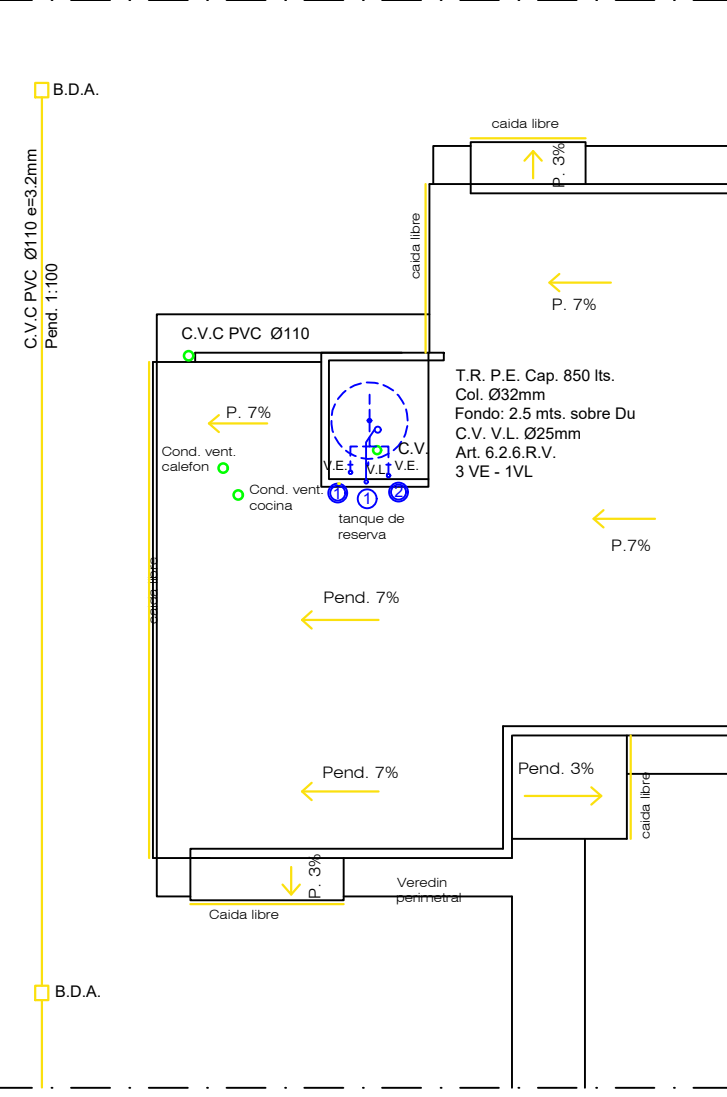 B.D.A.
caida libre
P. 3%
C.V.C PVC Ø110 e=3.2mm
Pend. 1:100
caida libre
P. 7%
C.V.C PVC Ø110
T.R. P.E. Cap. 850 lts.
Col. Ø32mm
Fondo: 2.5 mts. sobre Du
C.V. V.L. Ø25mm
Art. 6.2.6.R.V.
3 VE - 1VL
P. 7%
Cond. vent.
calefon
C.V.
V.E.
V.L.
V.E.
Cond. vent.
cocina
1
1
2
tanque de
reserva
P.7%
caida libre
Pend. 7%
Pend. 7%
Pend. 3%
caida libre
P. 3%
Veredin
perimetral
Caida libre
B.D.A.